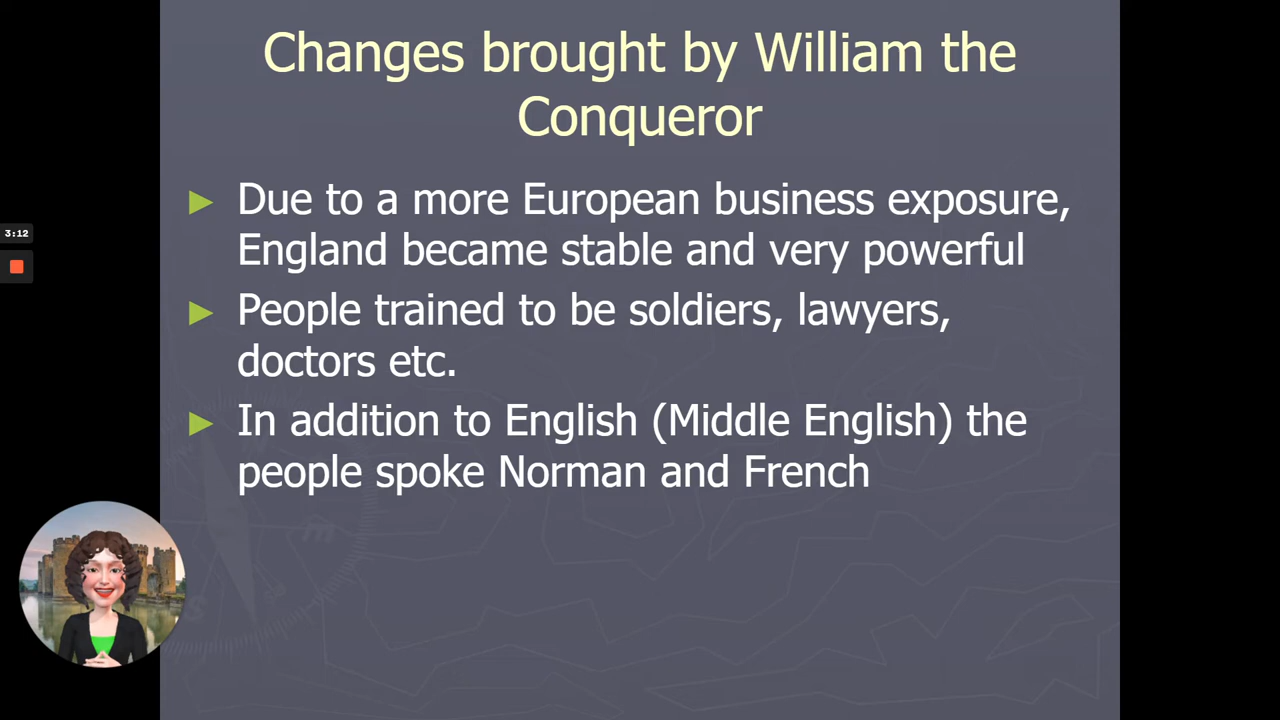 Changes brought by William the
Conqueror
Due to a more European business exposure,
England became stable and very powerful
People trained to be soldiers, lawyers,
doctors etc.
In addition to English (Middle English) the
people spoke Norman and French
3:12